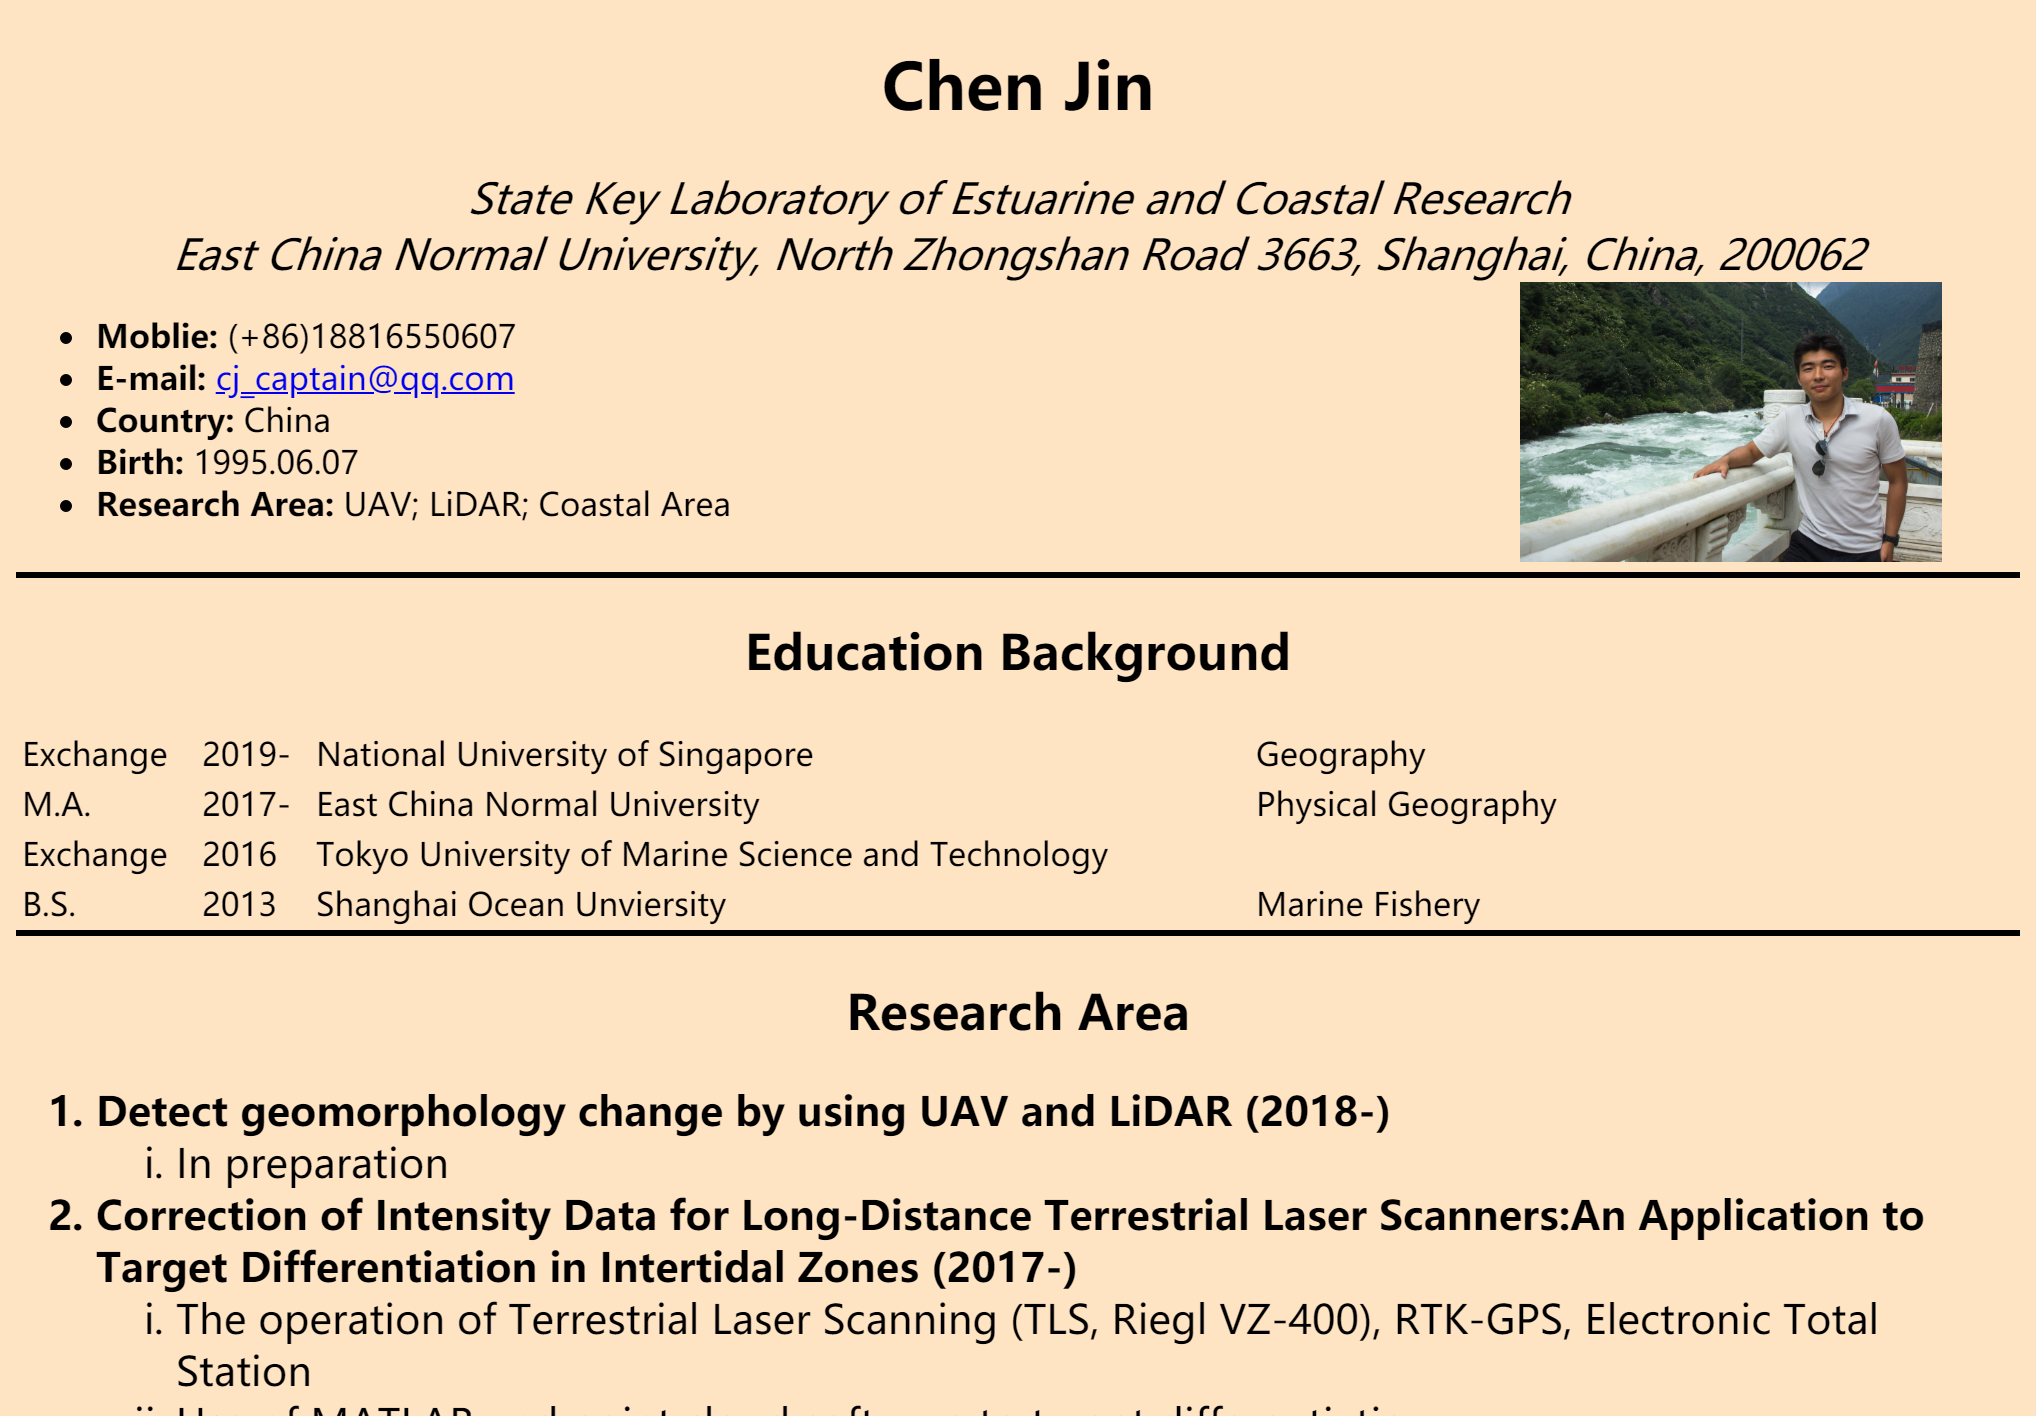 Chen Jin
State Key Laboratory of Estuarine and Coastal Research
East China Normal University, North Zhongshan Road 3663, Shanghai, China, 200062
• Moblie: (+86)18816550607
• E-mail: cj_captain@qq.com
• Country: China
• Birth: 1995.06.07
• Research Area: UAV; LiDAR; Coastal Area
Education Background
Exchange 2019- National University of Singapore Geography
M.A. 2017- East China Normal University Physical Geography
Exchange 2016 Tokyo University of Marine Science and Technology
B.S. 2013 Shanghai Ocean Unviersity Marine Fishery
Research Area
1. Detect geomorphology change by using UAV and LiDAR (2018-)
i. In preparation
2. Correction of Intensity Data for Long-Distance Terrestrial Laser Scanners:An Application to
Target Differentiation in Intertidal Zones (2017-)
i. The operation of Terrestrial Laser Scanning (TLS, Riegl VZ-400), RTK-GPS, Electronic Total
Station